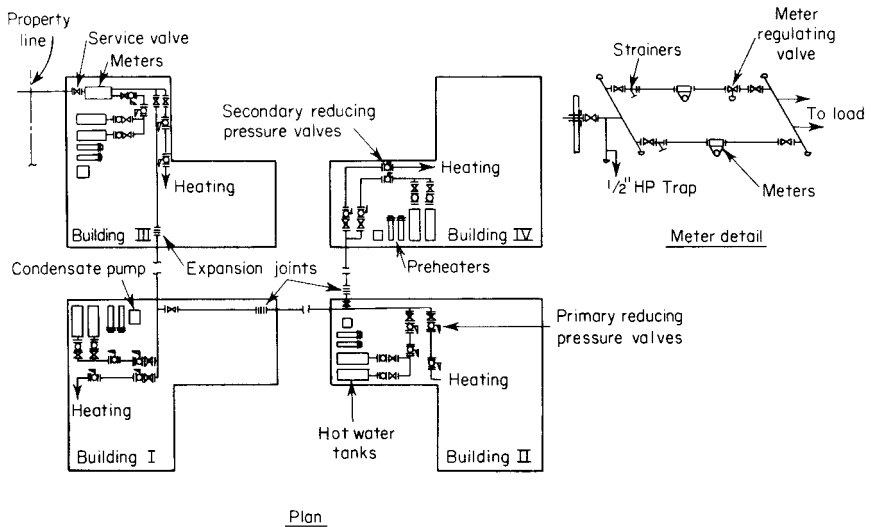 Property
line
Service valve
Meters
Secondary reducing
pressure valves
Strainers
Meter
regulating
valve
To load
1/2" HP Trap
Meters
Meter detail
Heating
Building III
Heating
Building IV
Expansion joints
Preheaters
Condensate pump
Primary reducing
pressure valves
Heating
Heating
Hot water
tanks
Building I
Building II
Plan